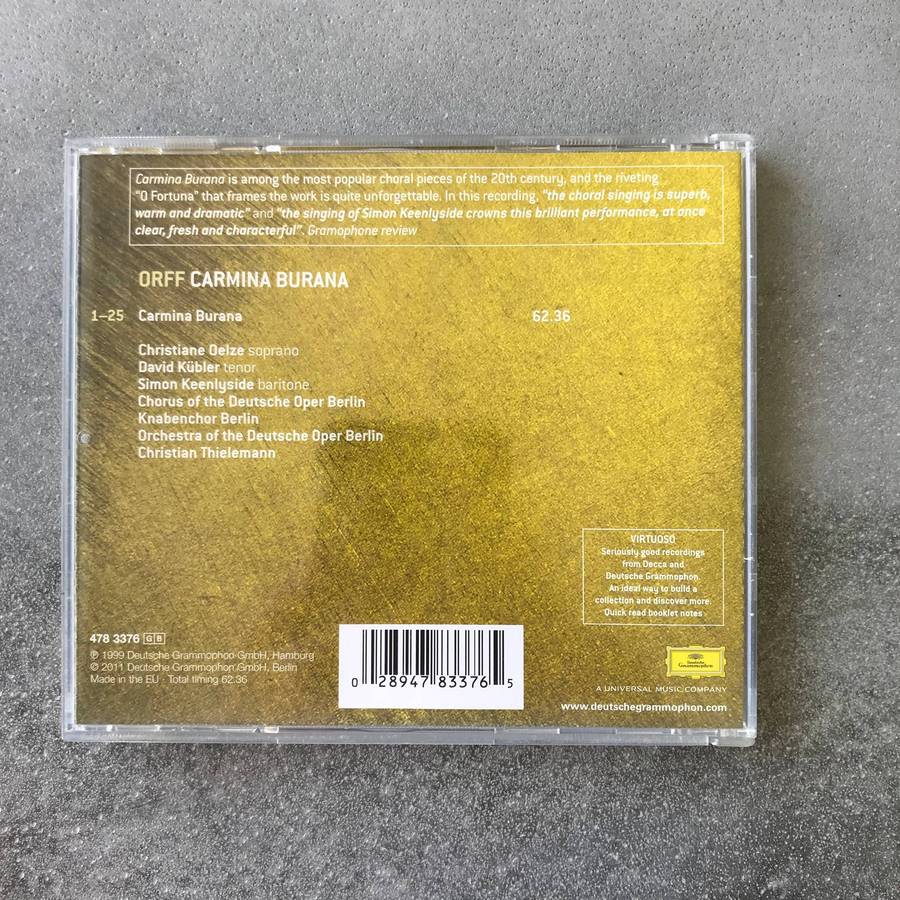 Carmina Burana is among the most popular choral pieces of the 20th century, and the riveting
"O Fortuna" that frames the work is quite unforgettable. In this recording, "the choral singing is superb,
warm and dramatic" and "the singing of Simon Keenlyside crowns this brilliant performance, at once
clear, fresh and characterful". Gramophone review
ORFF CARMINA BURANA
1–25 Carmina Burana 62.36
Christiane Oelze soprano
David Kübler tenor
Simon Keenlyside baritone
Chorus of the Deutsche Oper Berlin
Knabenchor Berlin
Orchestra of the Deutsche Oper Berlin
Christian Thielemann
VIRTUOSO
Seriously good recordings
from Decca and
Deutsche Grammophon.
An ideal way to build a
collection and discover more.
Quick read booklet notes
478 3376 GB
℗ 1999 Deutsche Grammophon GmbH, Hamburg
© 2011 Deutsche Grammophon GmbH, Berlin
Made in the EU · Total timing 62.36
0 28947 83376 5
Deutsche
Grammophon
A UNIVERSAL MUSIC COMPANY
www.deutschegrammophon.com